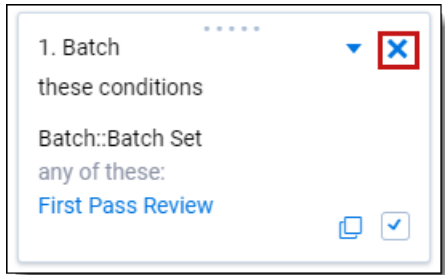 1. Batch
these conditions
Batch::Batch Set
any of these:
First Pass Review